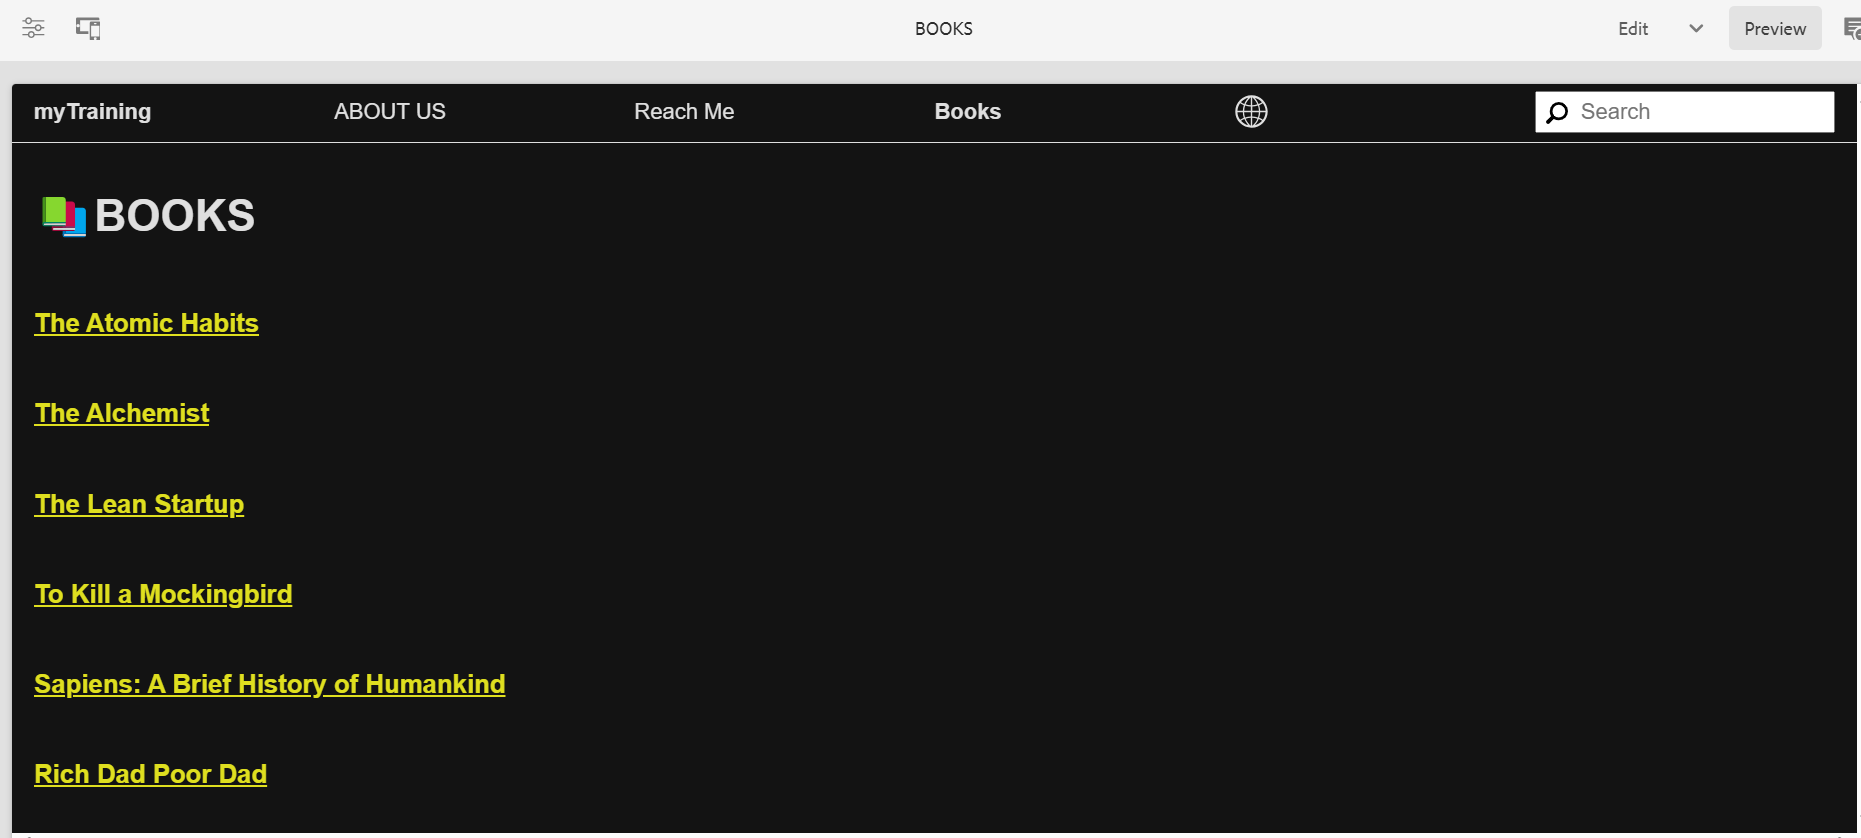 BOOKS
Edit
Preview
myTraining
ABOUT US
Reach Me
Books
Search
BOOKS
The Atomic Habits
The Alchemist
The Lean Startup
To Kill a Mockingbird
Sapiens: A Brief History of Humankind
Rich Dad Poor Dad